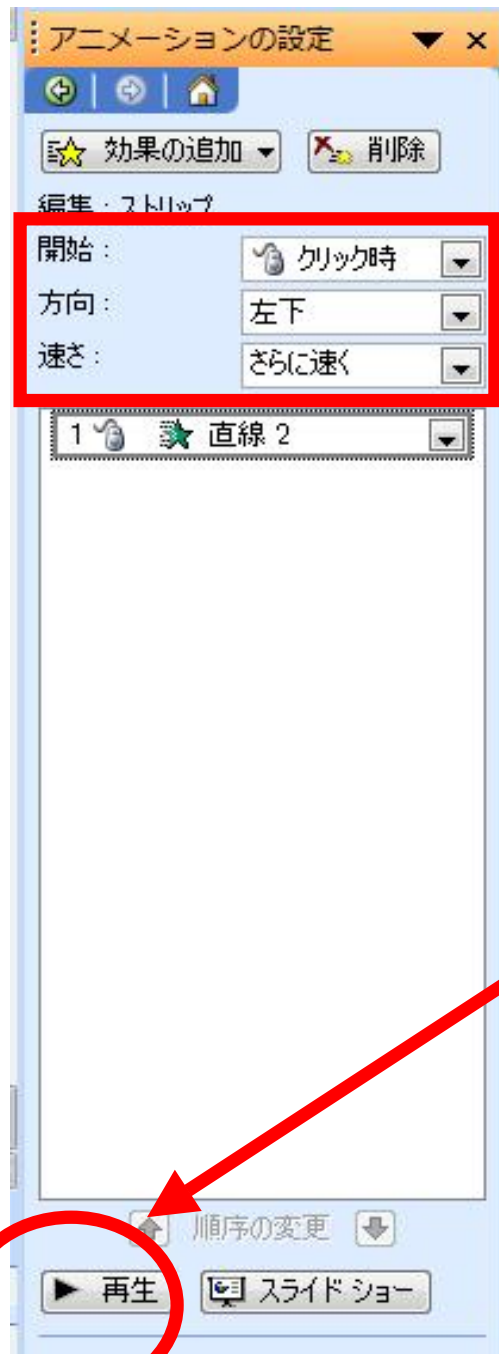 アニメーションの設定
効果の追加 削除
編集：ストリップ
開始： クリック時
方向： 左下
速さ： さらに速く
1 直線 2
順序の変更
再生 スライド ショー